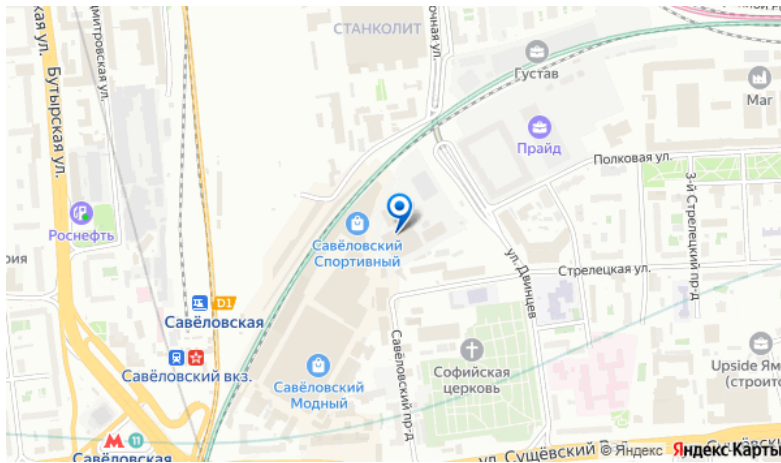 СТАНКОЛИТ
Густав
Маг
Прайд
Полковая ул.
Бутырская ул.
Роснефть
Савёловский
Спортивный
3-й Стрелецкий пр-д
ул. Двинцев
Стрелецкая ул.
D1
Савёловская
Савёловский вкз.
Савёловский
Модный
Савёловский пр-д
Софийская
церковь
Upside Ям
(строитс
11
Савёловская
ул. Сущёвский
© Яндекс Яндекс Карты